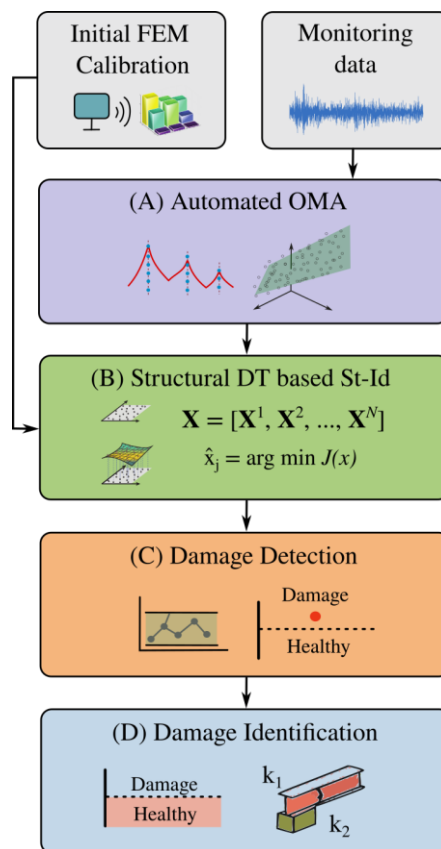 Initial FEM
Calibration
Monitoring
data
(A) Automated OMA
(B) Structural DT based St-Id
X = [X¹, X², ..., Xᴺ]
x̂ⱼ = arg min J(x)
(C) Damage Detection
Damage
Healthy
(D) Damage Identification
Damage
Healthy
k₁
k₂